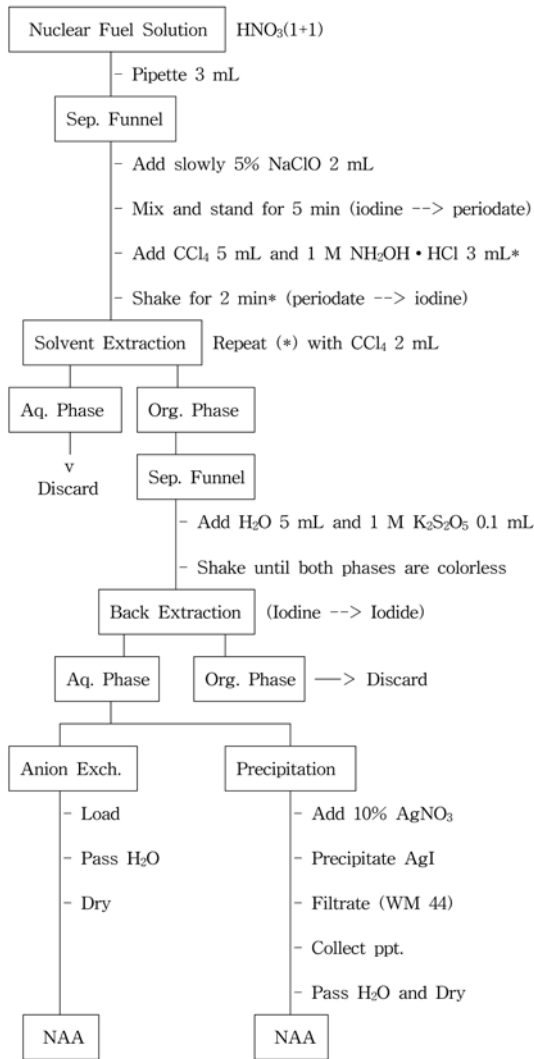 Nuclear Fuel Solution HNO₃(1+1)
- Pipette 3 mL
Sep. Funnel
- Add slowly 5% NaClO 2 mL
- Mix and stand for 5 min (iodine --> periodate)
- Add CCl₄ 5 mL and 1 M NH₂OH • HCl 3 mL*
- Shake for 2 min* (periodate --> iodine)
Solvent Extraction Repeat (*) with CCl₄ 2 mL
Aq. Phase Org. Phase
v
Discard
Sep. Funnel
- Add H₂O 5 mL and 1 M K₂S₂O₅ 0.1 mL
- Shake until both phases are colorless
Back Extraction (Iodine --> Iodide)
Aq. Phase Org. Phase —> Discard
Anion Exch. Precipitation
- Load
- Pass H₂O
- Dry
- Add 10% AgNO₃
- Precipitate AgI
- Filtrate (WM 44)
- Collect ppt.
- Pass H₂O and Dry
NAA NAA